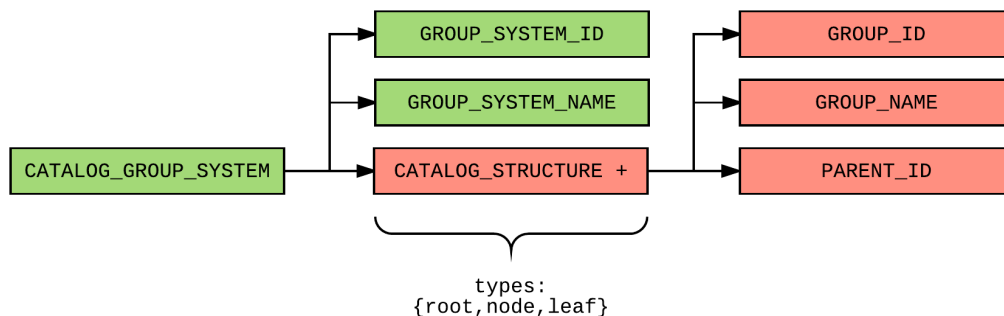 GROUP_SYSTEM_ID
GROUP_ID
GROUP_SYSTEM_NAME
GROUP_NAME
CATALOG_GROUP_SYSTEM
CATALOG_STRUCTURE +
PARENT_ID
types:
{root,node,leaf}